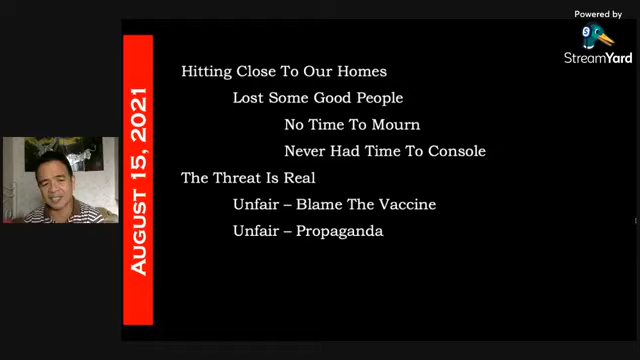 Powered by
StreamYard
AUGUST 15, 2021
Hitting Close To Our Homes
Lost Some Good People
No Time To Mourn
Never Had Time To Console
The Threat Is Real
Unfair – Blame The Vaccine
Unfair – Propaganda